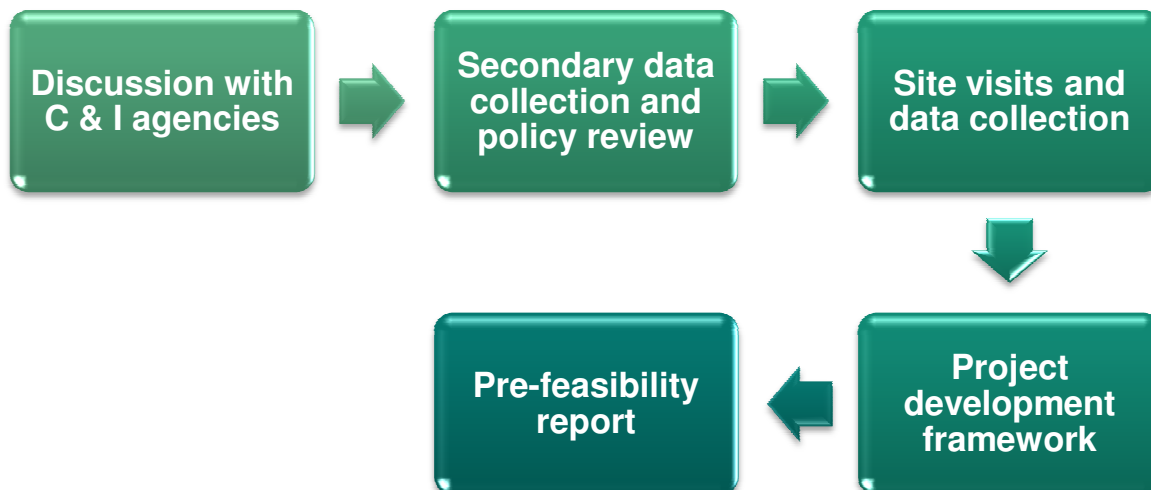 Discussion with
C & I agencies
Secondary data
collection and
policy review
Site visits and
data collection
Project
development
framework
Pre-feasibility
report